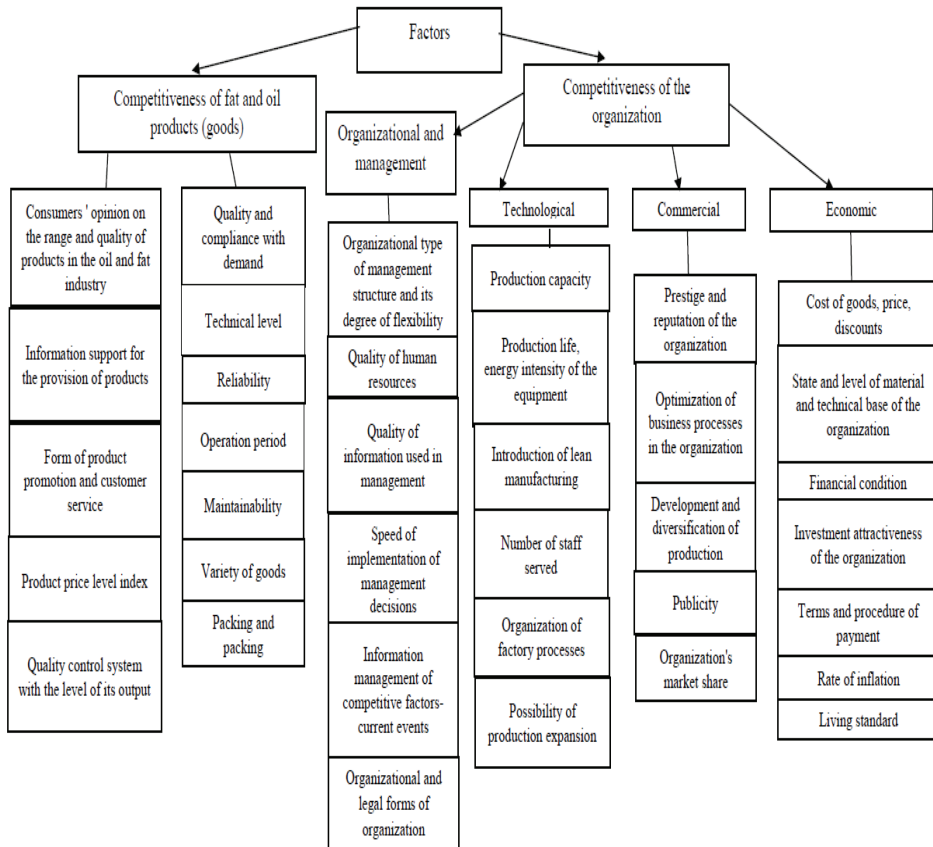 Factors
Competitiveness of fat and oil
products (goods)
Competitiveness of the
organization
Organizational and
management
Technological
Commercial
Economic
Consumers ' opinion on
the range and quality of
products in the oil and fat
industry
Information support for
the provision of products
Form of product
promotion and customer
service
Product price level index
Quality control system
with the level of its output
Quality and
compliance with
demand
Technical level
Reliability
Operation period
Maintainability
Variety of goods
Packing and
packing
Organizational type
of management
structure and its
degree of flexibility
Quality of human
resources
Quality of
information used in
management
Speed of
implementation of
management
decisions
Information
management of
competitive factors-
current events
Organizational and
legal forms of
organization
Production capacity
Production life,
energy intensity of the
equipment
Introduction of lean
manufacturing
Number of staff
served
Organization of
factory processes
Possibility of
production expansion
Prestige and
reputation of the
organization
Optimization of
business processes
in the organization
Development and
diversification of
production
Publicity
Organization's
market share
Cost of goods, price,
discounts
State and level of material
and technical base of the
organization
Financial condition
Investment attractiveness
of the organization
Terms and procedure of
payment
Rate of inflation
Living standard